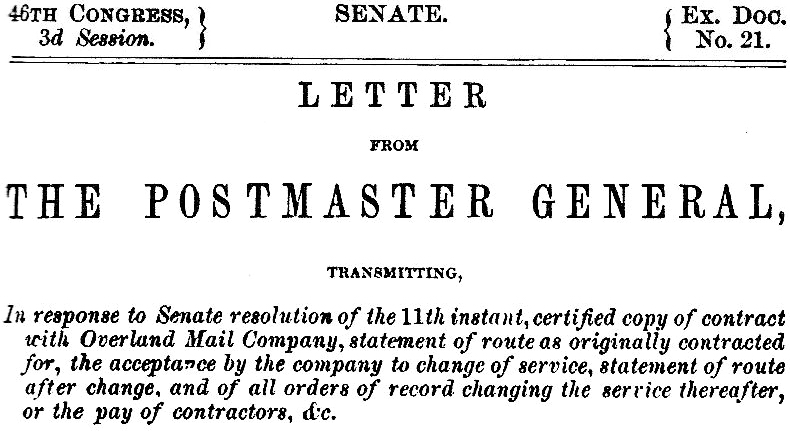 46TH CONGRESS, } SENATE. { EX. DOC.
3d Session. } { No. 21.
LETTER
FROM
THE POSTMASTER GENERAL,
TRANSMITTING,
In response to Senate resolution of the 11th instant, certified copy of contract
with Overland Mail Company, statement of route as originally contracted
for, the acceptance by the company to change of service, statement of route
after change, and of all orders of record changing the service thereafter,
or the pay of contractors, &c.